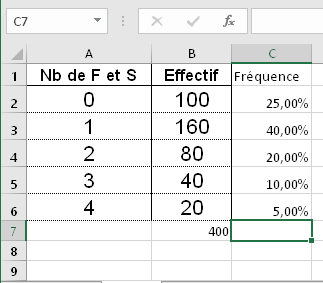 C7 fx
A B C
1 Nb de F et S Effectif Fréquence
2 0 100 25,00%
3 1 160 40,00%
4 2 80 20,00%
5 3 40 10,00%
6 4 20 5,00%
7 400
8
9